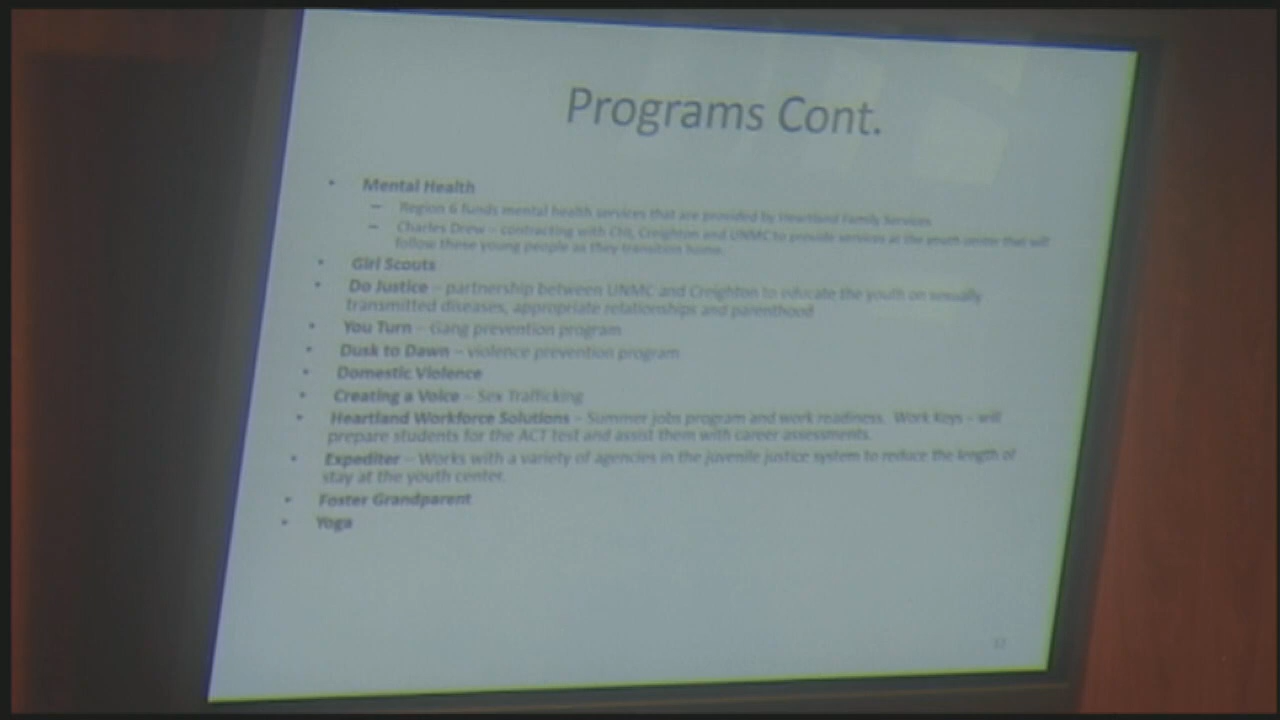 Programs Cont.
• Mental Health
– Region 6 funds mental health services that are provided by Heartland Family Services
– Charles Drew – contracting with CHI, Creighton and UNMC to provide services at the youth center that will
follow these young people as they transition home.
• Girl Scouts
• Do Justice – partnership between UNMC and Creighton to educate the youth on sexually
transmitted diseases, appropriate relationships and parenthood
• You Turn – Gang prevention program
• Dusk to Dawn – violence prevention program
• Domestic Violence
• Creating a Voice – Sex Trafficking
• Heartland Workforce Solutions – Summer jobs program and work readiness. Work Keys – will
prepare students for the ACT test and assist them with career assessments.
• Expediter – Works with a variety of agencies in the juvenile justice system to reduce the length of
stay at the youth center.
• Foster Grandparent
• Yoga